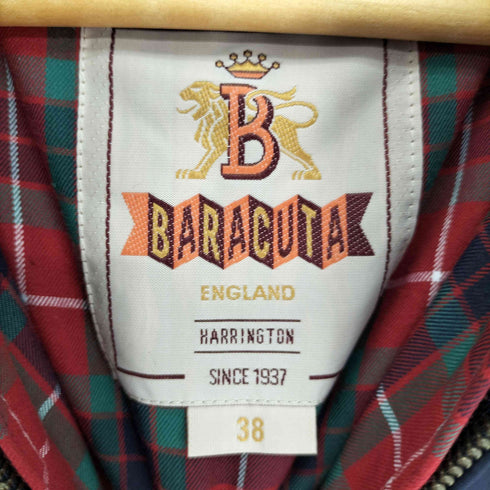 B
BARACUTA
ENGLAND
HARRINGTON
SINCE 1937
38